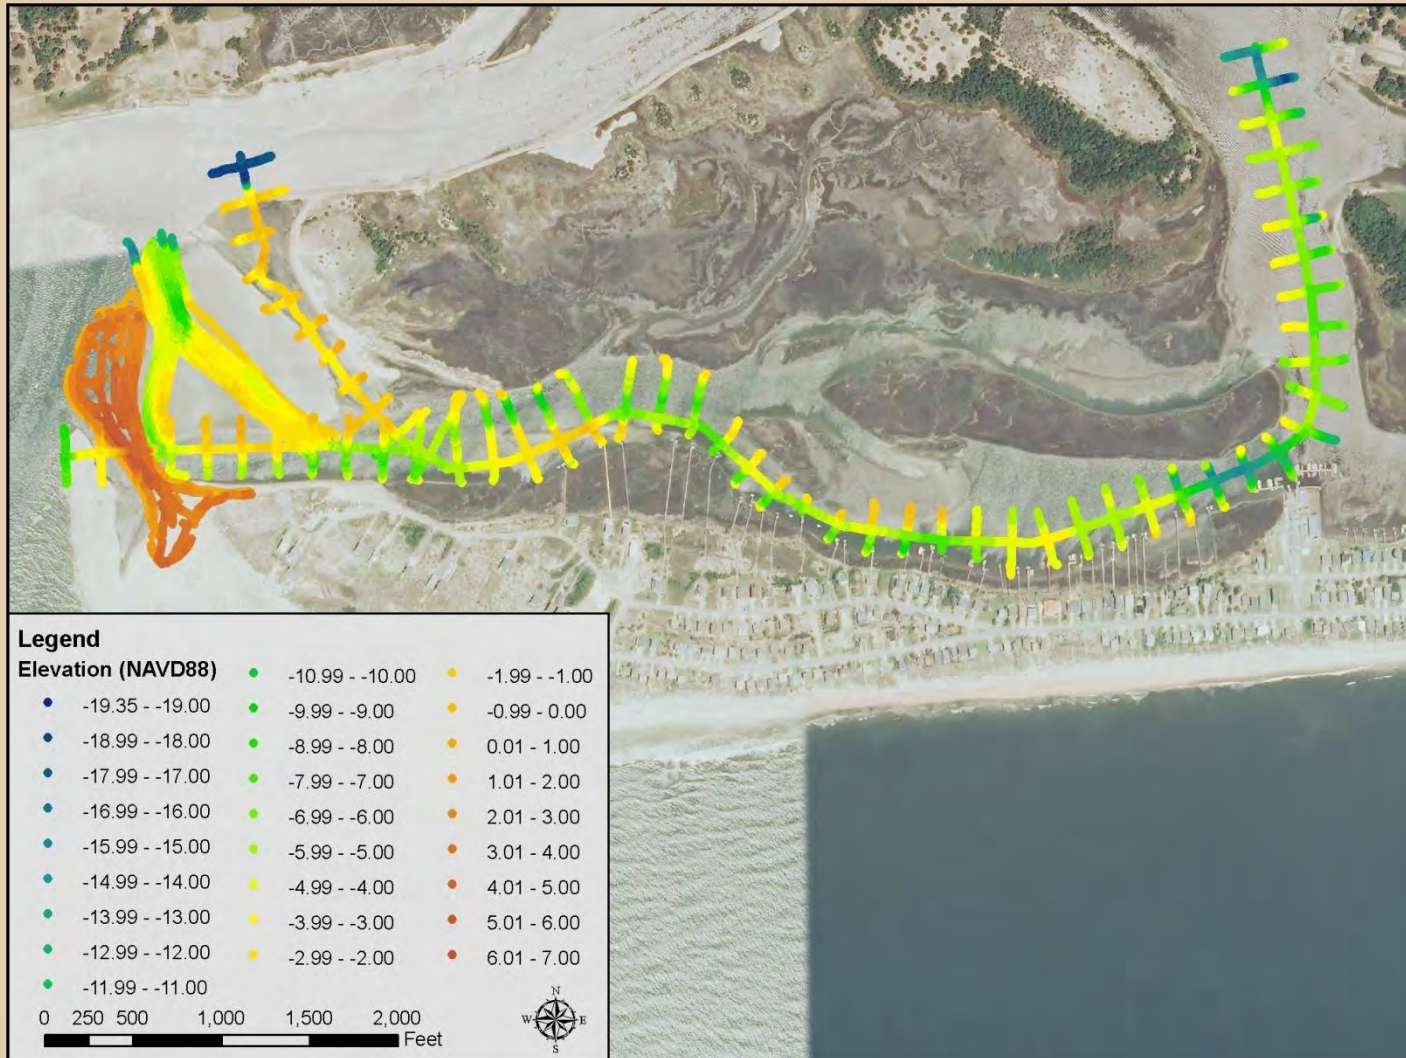 Legend
Elevation (NAVD88)
-19.35 - -19.00
-18.99 - -18.00
-17.99 - -17.00
-16.99 - -16.00
-15.99 - -15.00
-14.99 - -14.00
-13.99 - -13.00
-12.99 - -12.00
-11.99 - -11.00
-10.99 - -10.00
-9.99 - -9.00
-8.99 - -8.00
-7.99 - -7.00
-6.99 - -6.00
-5.99 - -5.00
-4.99 - -4.00
-3.99 - -3.00
-2.99 - -2.00
-1.99 - -1.00
-0.99 - 0.00
0.01 - 1.00
1.01 - 2.00
2.01 - 3.00
3.01 - 4.00
4.01 - 5.00
5.01 - 6.00
6.01 - 7.00
0 250 500 1,000 1,500 2,000
Feet
N
W E
S